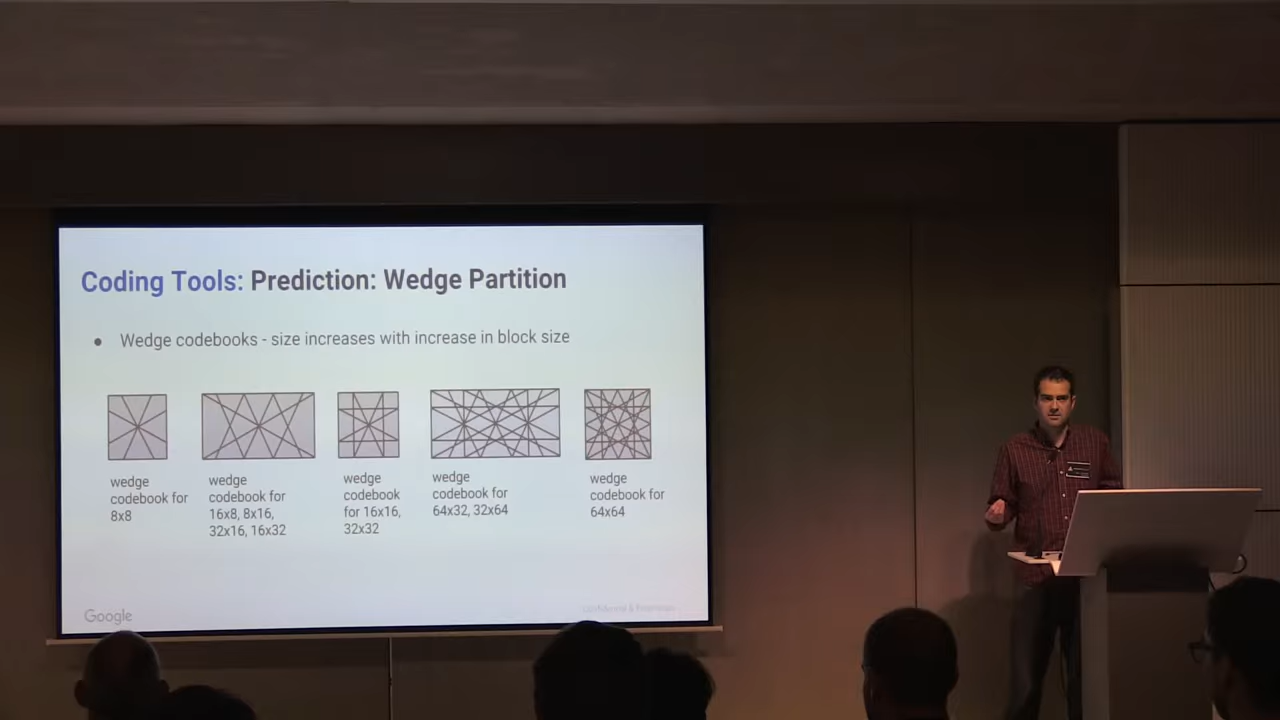 Coding Tools: Prediction: Wedge Partition
● Wedge codebooks - size increases with increase in block size
wedge
codebook for
8x8
wedge
codebook for
16x8, 8x16,
32x16, 16x32
wedge
codebook
for 16x16,
32x32
wedge
codebook for
64x32, 32x64
wedge
codebook for
64x64
Google